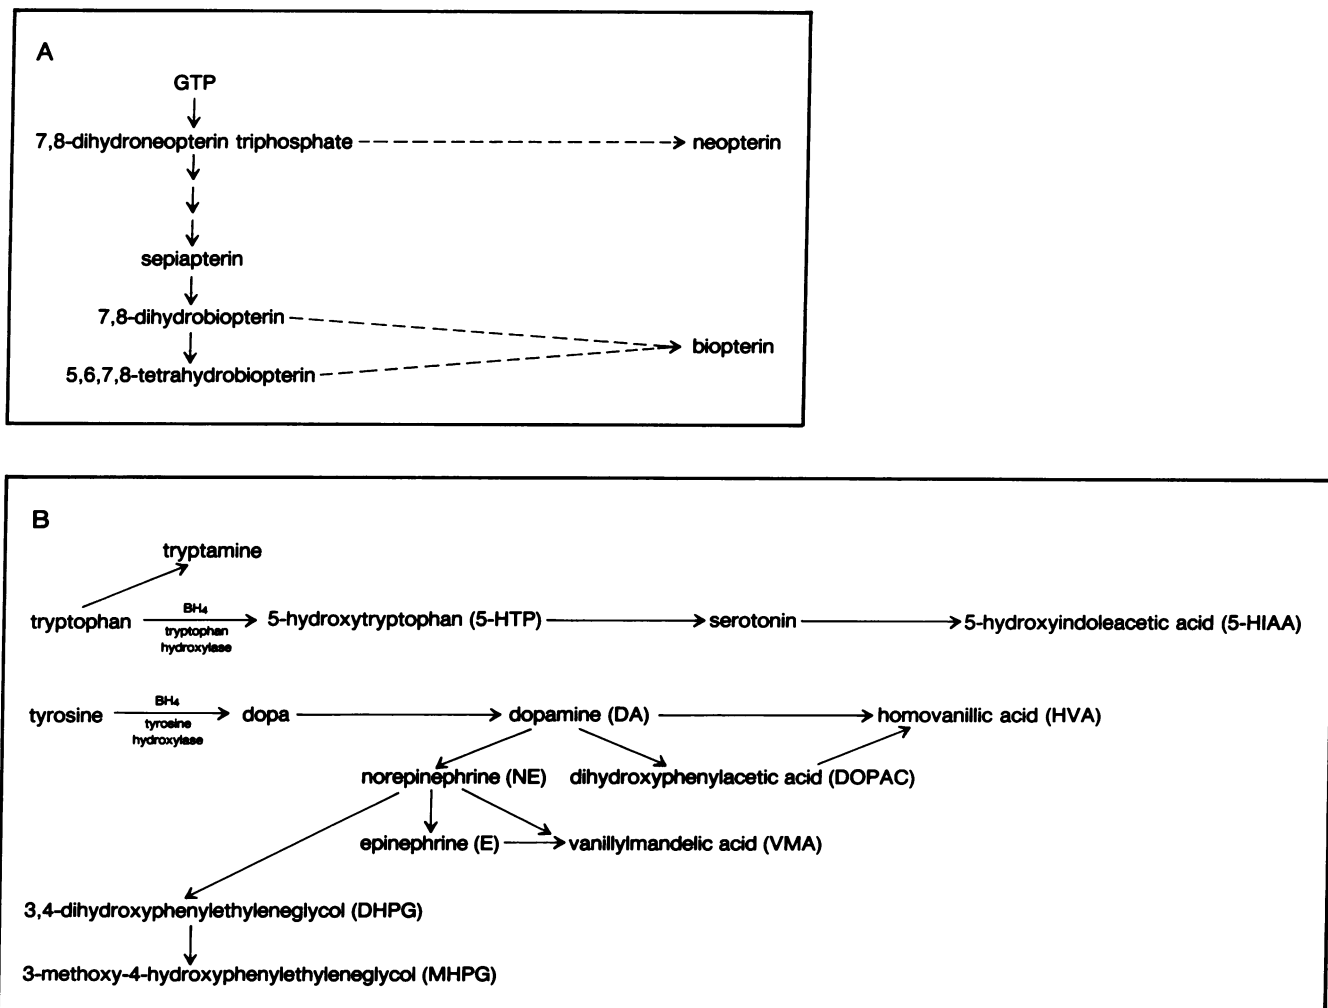 A
GTP
7,8-dihydroneopterin triphosphate
neopterin
sepiapterin
7,8-dihydrobiopterin
biopterin
5,6,7,8-tetrahydrobiopterin
B
tryptamine
tryptophan
BH4
tryptophan
hydroxylase
5-hydroxytryptophan (5-HTP)
serotonin
5-hydroxyindoleacetic acid (5-HIAA)
tyrosine
BH4
tyrosine
hydroxylase
dopa
dopamine (DA)
homovanillic acid (HVA)
norepinephrine (NE)
dihydroxyphenylacetic acid (DOPAC)
epinephrine (E)
vanillylmandelic acid (VMA)
3,4-dihydroxyphenylethyleneglycol (DHPG)
3-methoxy-4-hydroxyphenylethyleneglycol (MHPG)